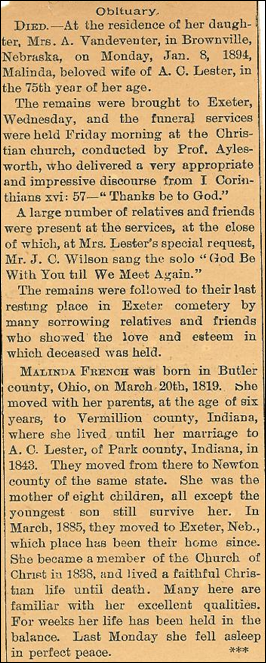 Obituary.
DIED.—At the residence of her daugh-
ter, Mrs. A. Vandeventer, in Brownville,
Nebraska, on Monday, Jan. 8, 1894,
Malinda, beloved wife of A. C. Lester, in
the 75th year of her age.
The remains were brought to Exeter,
Wednesday, and the funeral services
were held Friday morning at the Chris-
tian church, conducted by Prof. Ayles-
worth, who delivered a very appropriate
and impressive discourse from I Corin-
thians xvi: 57—“Thanks be to God.”
A large number of relatives and friends
were present at the services, at the close
of which, at Mrs. Lester's special request,
Mr. J. C. Wilson sang the solo “God Be
With You till We Meet Again.”
The remains were followed to their last
resting place in Exeter cemetery by
many sorrowing relatives and friends
who showed the love and esteem in
which deceased was held.
MALINDA FRENCH was born in Butler
county, Ohio, on March 20th, 1819. She
moved with her parents, at the age of six
years, to Vermillion county, Indiana,
where she lived until her marriage to
A. C. Lester, of Park county, Indiana, in
1843. They moved from there to Newton
county of the same state. She was the
mother of eight children, all except the
youngest son still survive her. In
March, 1885, they moved to Exeter, Neb.,
which place has been their home since.
She became a member of the Church of
Christ in 1838, and lived a faithful Chris-
tian life until death. Many here are
familiar with her excellent qualities.
For weeks her life has been held in the
balance. Last Monday she fell asleep
in perfect peace. ***